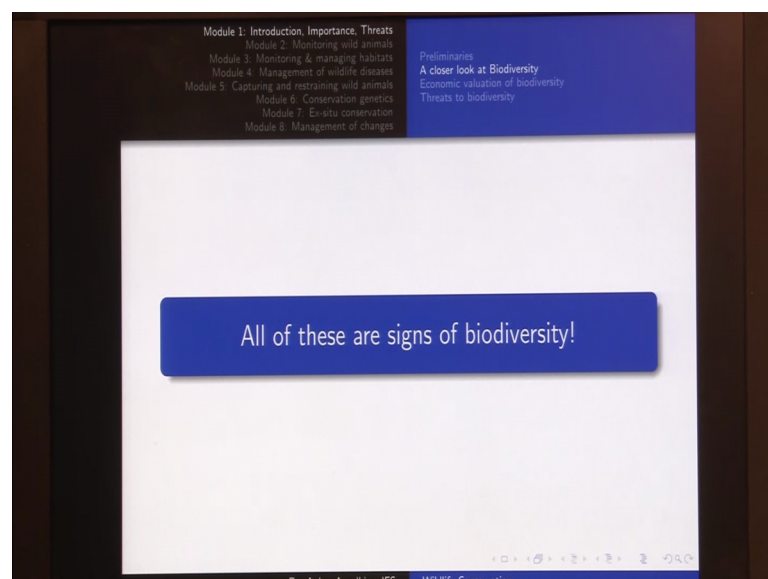 Module 1: Introduction, Importance, Threats
Module 2: Monitoring wild animals
Module 3: Monitoring & managing habitats
Module 4: Management of wildlife diseases
Module 5: Capturing and restraining wild animals
Module 6: Conservation genetics
Module 7: Ex-situ conservation
Module 8: Management of changes
Preliminaries
A closer look at Biodiversity
Economic valuation of biodiversity
Threats to biodiversity
All of these are signs of biodiversity!